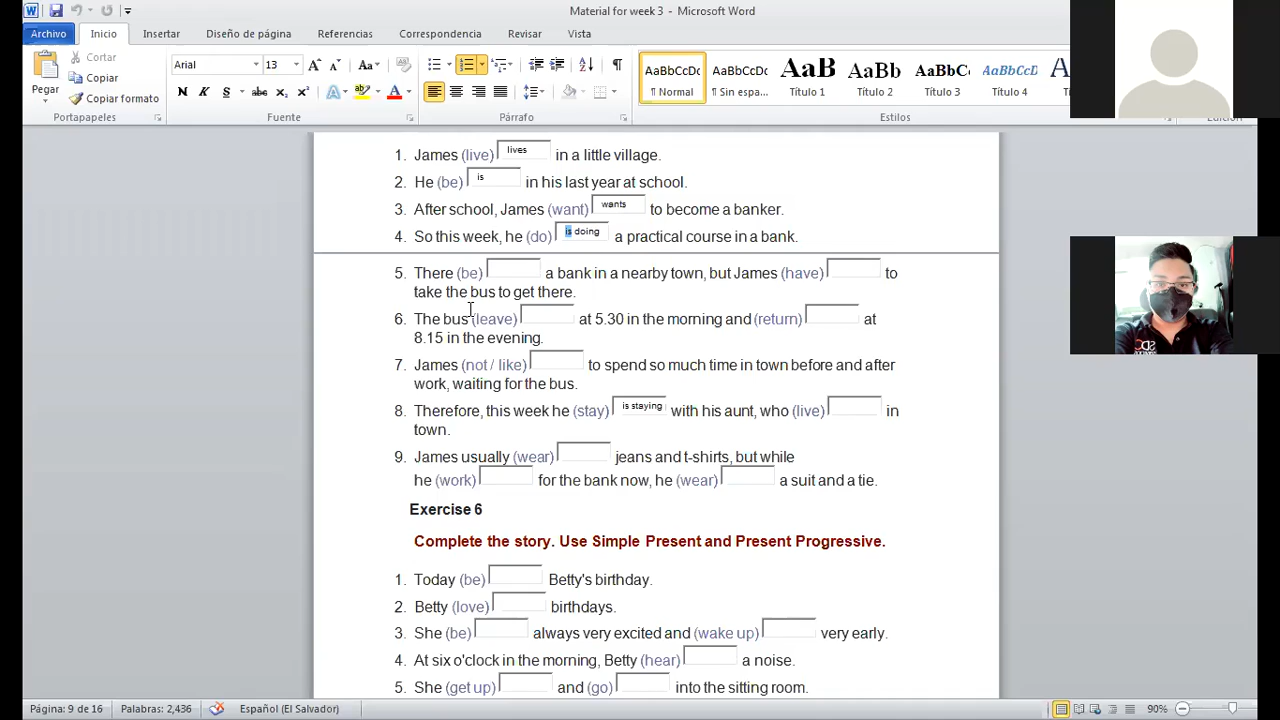 Material for week 3 - Microsoft Word
Archivo Inicio Insertar Diseño de página Referencias Correspondencia Revisar Vista
Cortar
Copiar
Copiar formato
Pegar
Arial 13
AaBbCcDc AaBbCcDc AaB AaBbC AaBbC AaBbCcD
¶ Normal ¶ Sin espa... Título 1 Título 2 Título 3 Título 4
Portapapeles Fuente Párrafo Estilos Edición
1. James (live) lives in a little village.
2. He (be) is in his last year at school.
3. After school, James (want) wants to become a banker.
4. So this week, he (do) is doing a practical course in a bank.
5. There (be) a bank in a nearby town, but James (have) to
take the bus to get there.
6. The bus (leave) at 5.30 in the morning and (return) at
8.15 in the evening.
7. James (not / like) to spend so much time in town before and after
work, waiting for the bus.
8. Therefore, this week he (stay) is staying with his aunt, who (live) in
town.
9. James usually (wear) jeans and t-shirts, but while
he (work) for the bank now, he (wear) a suit and a tie.
Exercise 6
Complete the story. Use Simple Present and Present Progressive.
1. Today (be) Betty's birthday.
2. Betty (love) birthdays.
3. She (be) always very excited and (wake up) very early.
4. At six o'clock in the morning, Betty (hear) a noise.
5. She (get up) and (go) into the sitting room.
Página: 9 de 16 Palabras: 2,436 Español (El Salvador) 90%